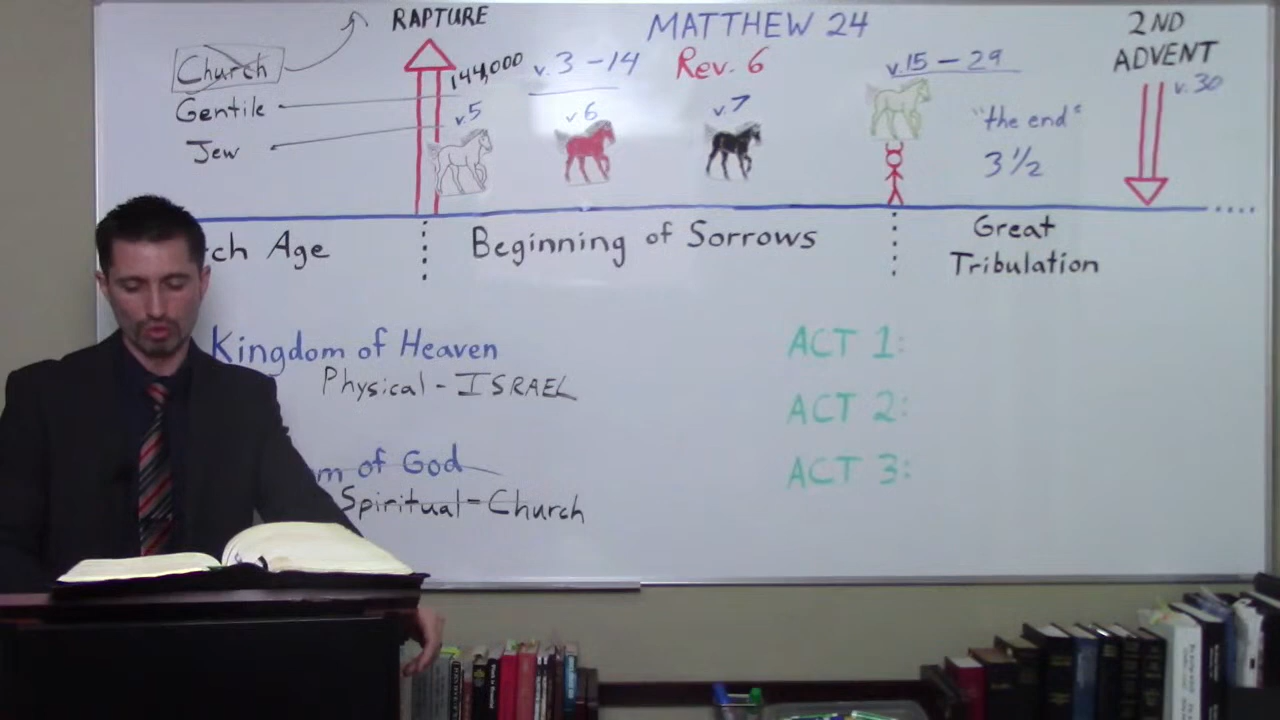 RAPTURE
MATTHEW 24
2ND
ADVENT
v. 30
Church
Gentile
Jew
144,000
v. 3 - 14
Rev. 6
v. 15 - 29
v. 5
v. 6
v. 7
"the end"
3 1/2
ch Age
Beginning of Sorrows
Great
Tribulation
Kingdom of Heaven
Physical - ISRAEL
m of God
Spiritual - Church
ACT 1:
ACT 2:
ACT 3: